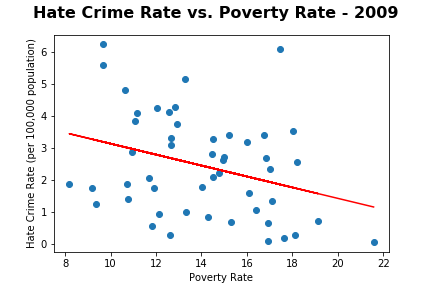 Hate Crime Rate vs. Poverty Rate - 2009
Hate Crime Rate (per 100,000 population)
6
5
4
3
2
1
0
8 10 12 14 16 18 20 22
Poverty Rate